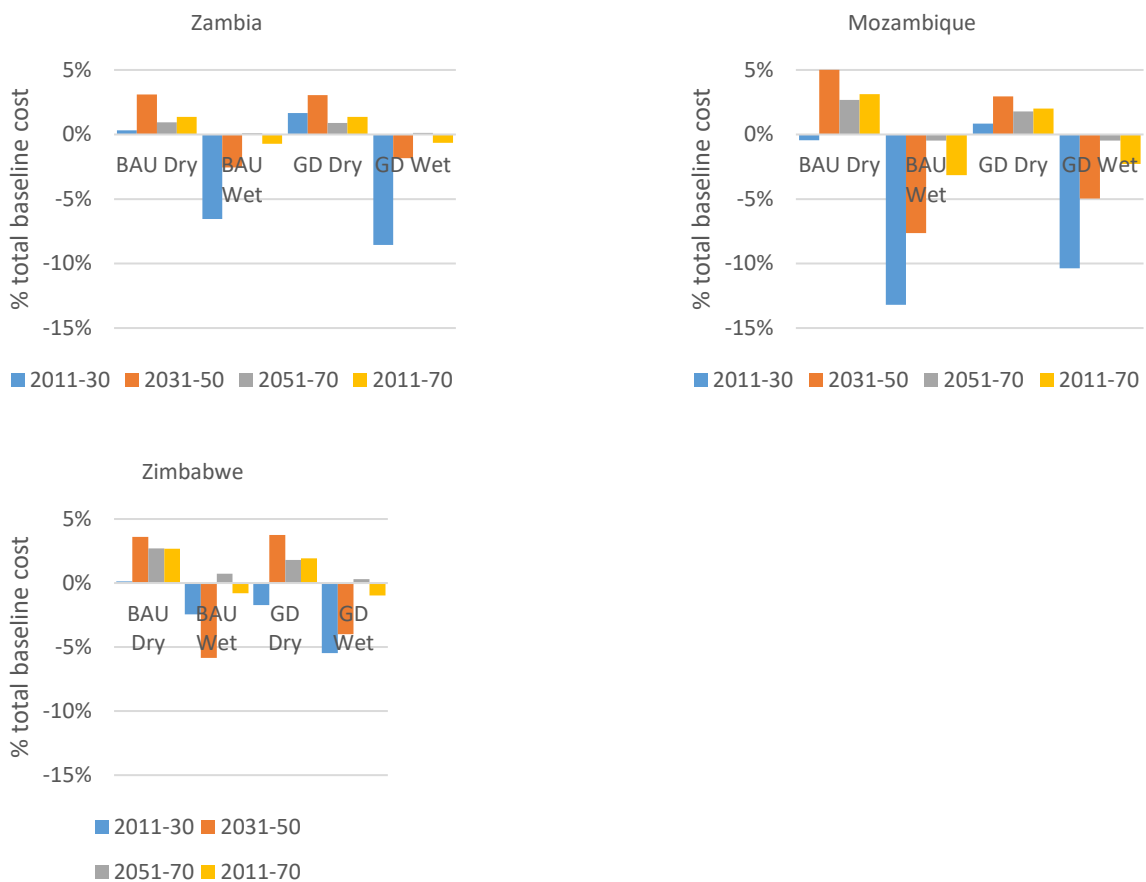 Zambia
% total baseline cost
5%
0%
-5%
-10%
-15%
BAU Dry
BAU
Wet
GD Dry
GD Wet
2011-30 2031-50 2051-70 2011-70
Mozambique
% total baseline cost
5%
0%
-5%
-10%
-15%
BAU Dry
BAU
Wet
GD Dry
GD Wet
2011-30 2031-50 2051-70 2011-70
Zimbabwe
% total baseline cost
5%
0%
-5%
-10%
-15%
BAU
Dry
BAU
Wet
GD
Dry
GD
Wet
2011-30 2031-50
2051-70 2011-70